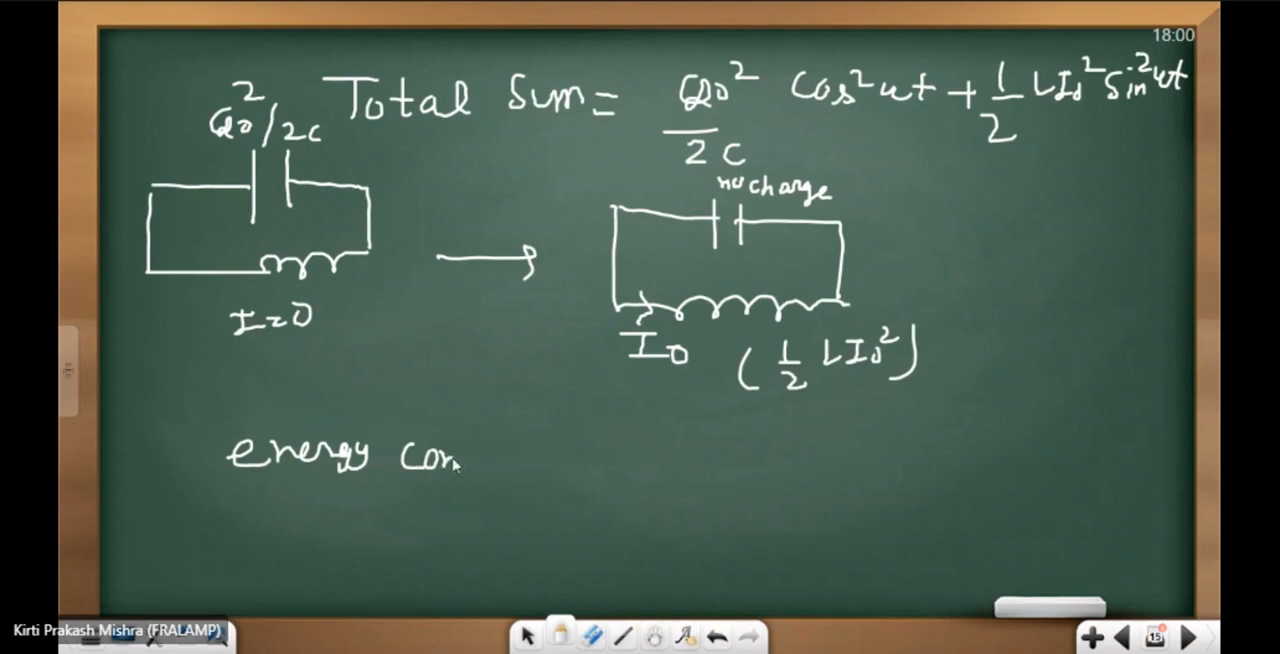 18:00
Total Sum = Q0²/2C Cos²ωt + 1/2 LI0² Sin²ωt
Q0²/2C
no charge
I=0
I0 (1/2 LI0²)
energy con
Kirti Prakash Mishra (FRALAMP)
15